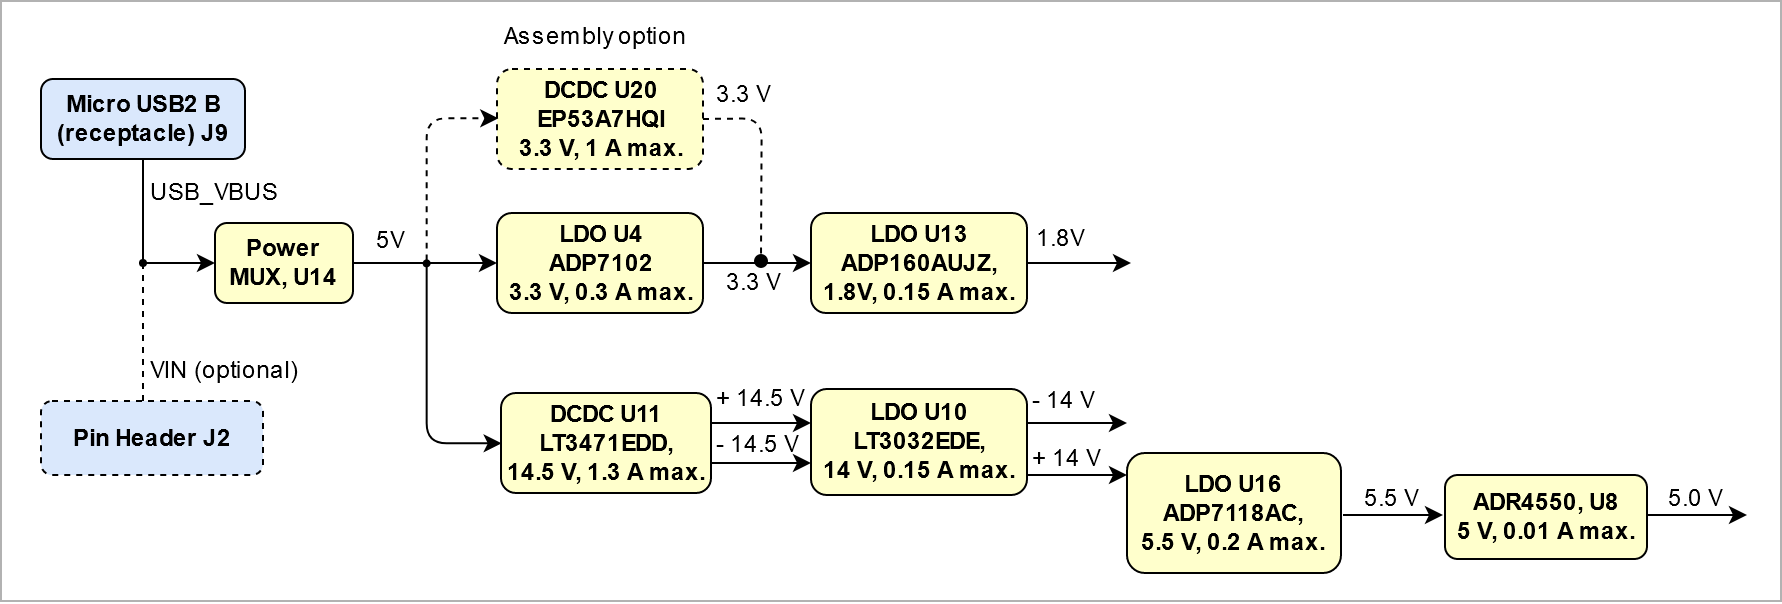 Assembly option
Micro USB2 B
(receptacle) J9
USB_VBUS
Power
MUX, U14
5V
VIN (optional)
Pin Header J2
DCDC U20
EP53A7HQI
3.3 V, 1 A max.
3.3 V
LDO U4
ADP7102
3.3 V, 0.3 A max.
3.3 V
LDO U13
ADP160AUJZ,
1.8V, 0.15 A max.
1.8V
DCDC U11
LT3471EDD,
14.5 V, 1.3 A max.
+ 14.5 V
- 14.5 V
LDO U10
LT3032EDE,
14 V, 0.15 A max.
- 14 V
+ 14 V
LDO U16
ADP7118AC,
5.5 V, 0.2 A max.
5.5 V
ADR4550, U8
5 V, 0.01 A max.
5.0 V